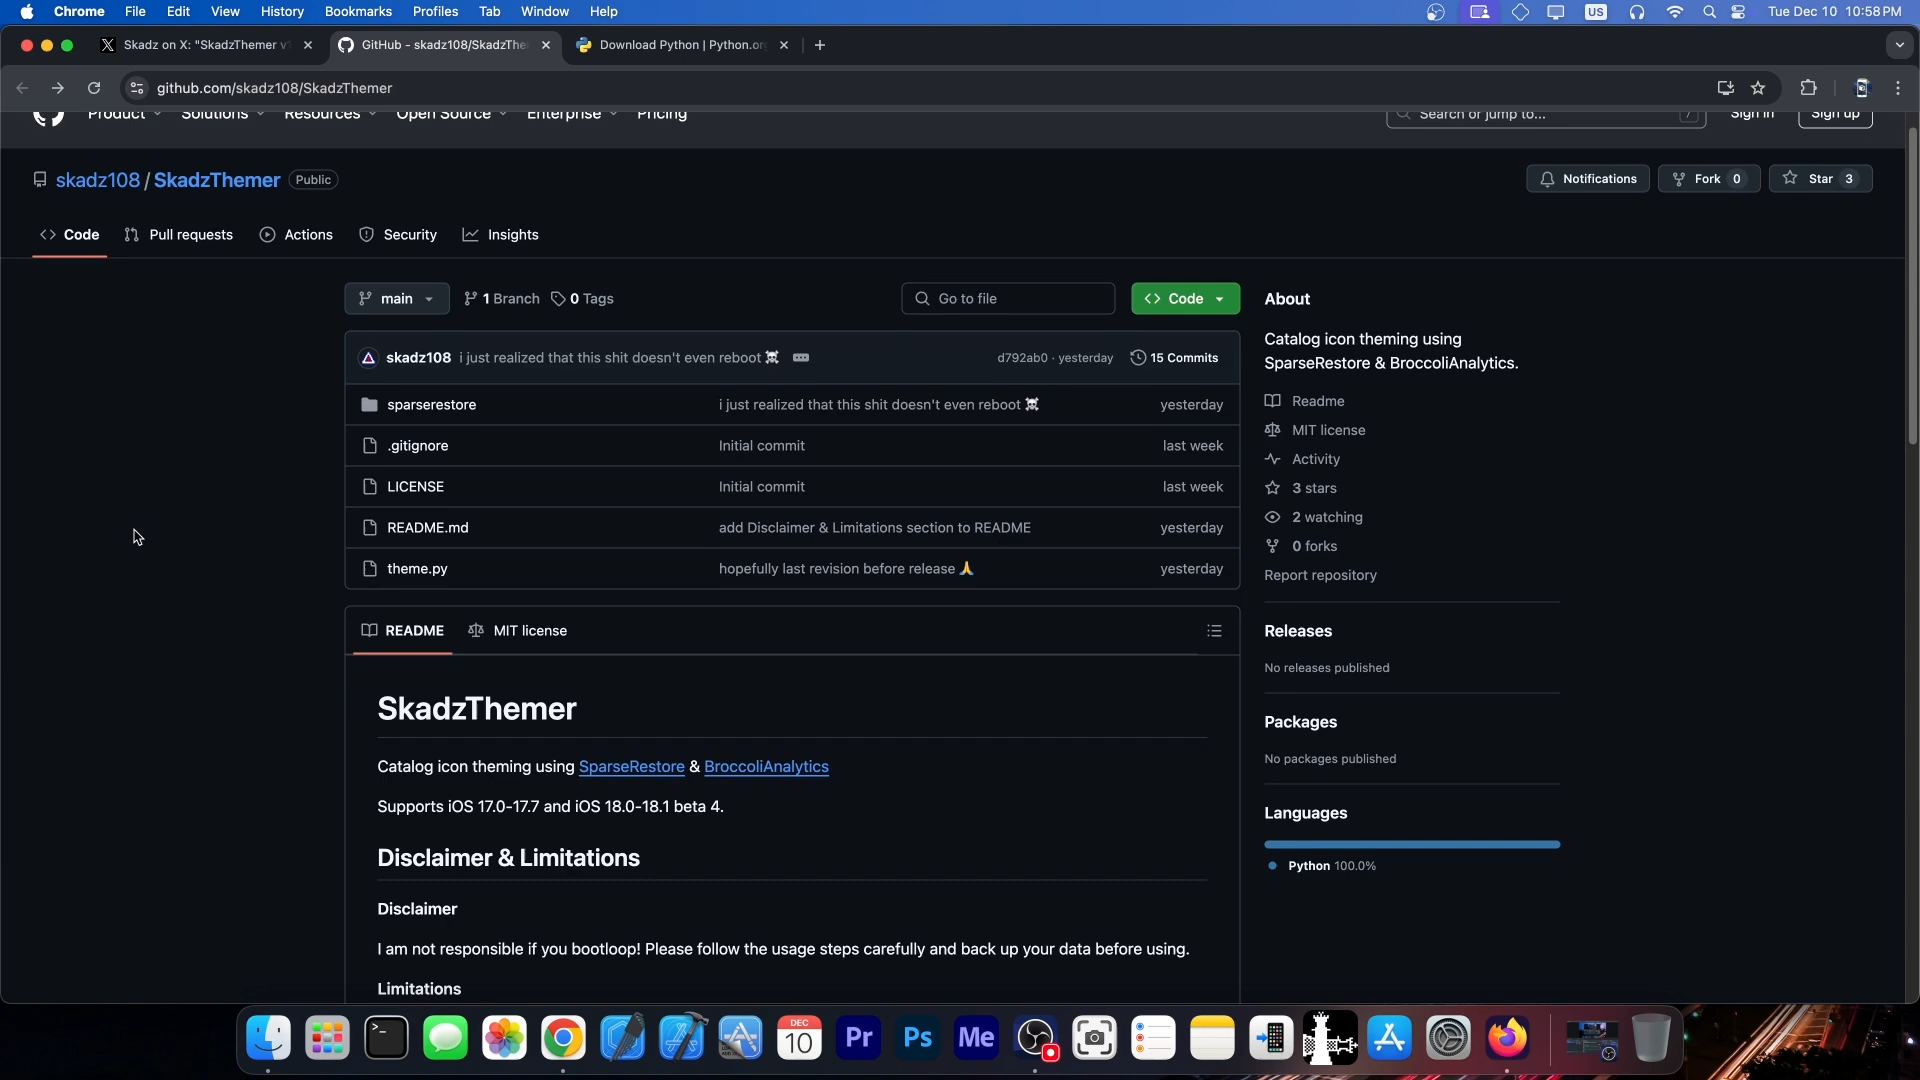 Chrome File Edit View History Bookmarks Profiles Tab Window Help US Tue Dec 10 10:58 PM
Skadz on X: "SkadzThemer v GitHub - skadz108/SkadzThe Download Python | Python.or
github.com/skadz108/SkadzThemer
Product Solutions Resources Open Source Enterprise Pricing Search or jump to... / Sign in Sign up
skadz108 / SkadzThemer Public Notifications Fork 0 Star 3
Code Pull requests Actions Security Insights
main 1 Branch 0 Tags Go to file Code
skadz108 i just realized that this shit doesn't even reboot ☠️ d792ab0 · yesterday 15 Commits
sparserestore i just realized that this shit doesn't even reboot ☠️ yesterday
.gitignore Initial commit last week
LICENSE Initial commit last week
README.md add Disclaimer & Limitations section to README yesterday
theme.py hopefully last revision before release 🙏 yesterday
README MIT license
SkadzThemer
Catalog icon theming using SparseRestore & BroccoliAnalytics
Supports iOS 17.0-17.7 and iOS 18.0-18.1 beta 4.
Disclaimer & Limitations
Disclaimer
I am not responsible if you bootloop! Please follow the usage steps carefully and back up your data before using.
Limitations
About
Catalog icon theming using
SparseRestore & BroccoliAnalytics.
Readme
MIT license
Activity
3 stars
2 watching
0 forks
Report repository
Releases
No releases published
Packages
No packages published
Languages
Python 100.0%
>_ DEC 10 Pr Ps Me